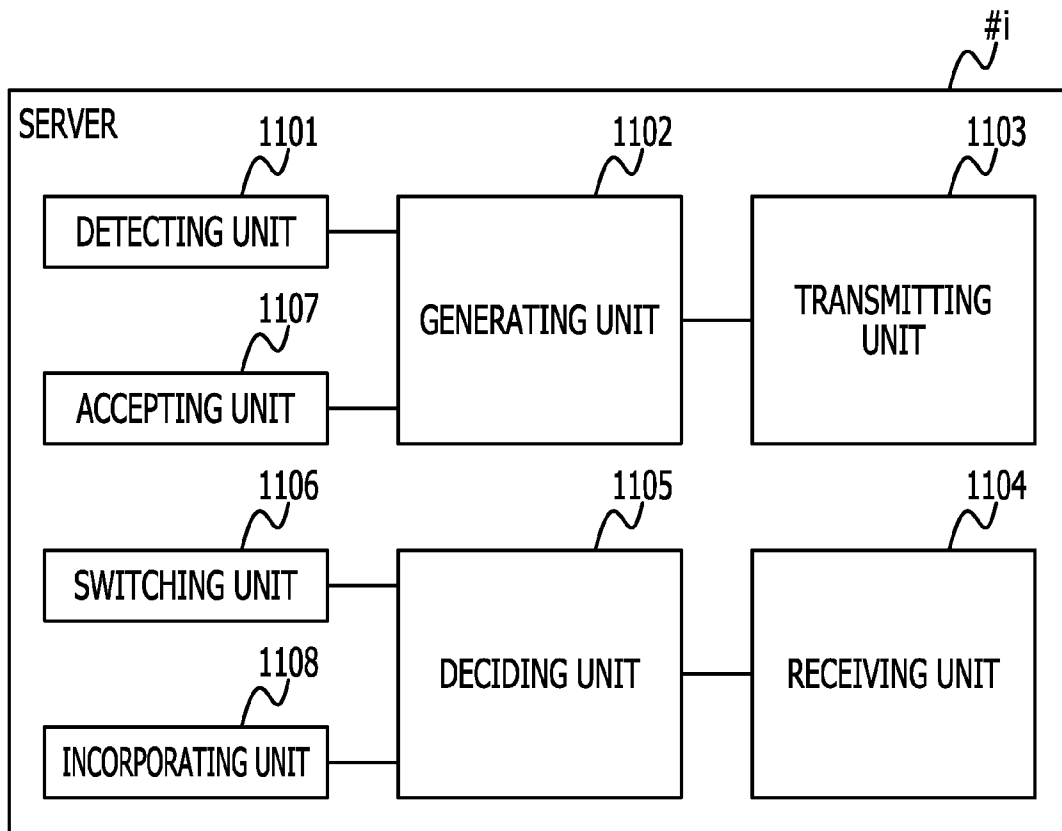 #i
SERVER
1101
1102
1103
DETECTING UNIT
GENERATING UNIT
TRANSMITTING
UNIT
1107
ACCEPTING UNIT
1106
1105
1104
SWITCHING UNIT
DECIDING UNIT
RECEIVING UNIT
1108
INCORPORATING UNIT